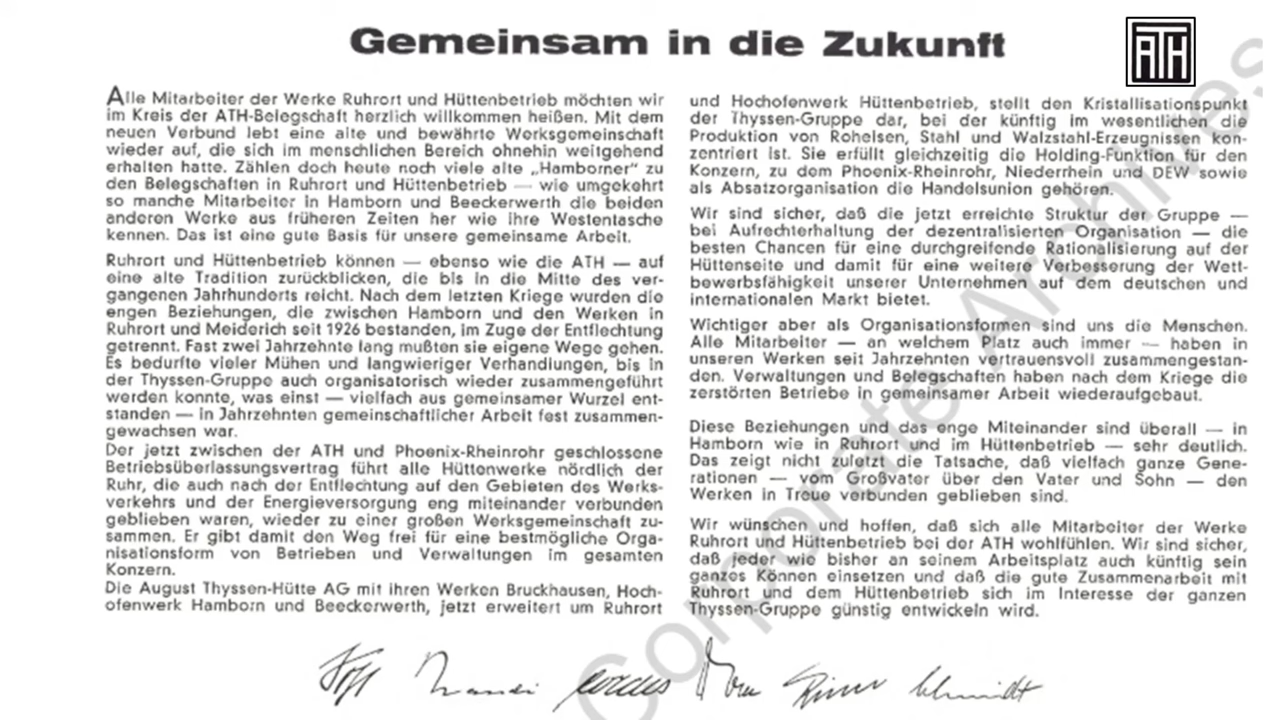 Gemeinsam in die Zukunft
ATH
Alle Mitarbeiter der Werke Ruhrort und Hüttenbetrieb möchten wir
im Kreis der ATH-Belegschaft herzlich willkommen heißen. Mit dem
neuen Verbund lebt eine alte und bewährte Werksgemeinschaft
wieder auf, die sich im menschlichen Bereich ohnehin weitgehend
erhalten hatte. Zählen doch heute noch viele alte „Hamborner" zu
den Belegschaften in Ruhrort und Hüttenbetrieb — wie umgekehrt
so manche Mitarbeiter in Hamborn und Beeckerwerth die beiden
anderen Werke aus früheren Zeiten her wie ihre Westentasche
kennen. Das ist eine gute Basis für unsere gemeinsame Arbeit.
Ruhrort und Hüttenbetrieb können — ebenso wie die ATH — auf
eine alte Tradition zurückblicken, die bis in die Mitte des ver-
gangenen Jahrhunderts reicht. Nach dem letzten Kriege wurden die
engen Beziehungen, die zwischen Hamborn und den Werken in
Ruhrort und Meiderich seit 1926 bestanden, im Zuge der Entflechtung
getrennt. Fast zwei Jahrzehnte lang mußten sie eigene Wege gehen.
Es bedurfte vieler Mühen und langwieriger Verhandlungen, bis in
der Thyssen-Gruppe auch organisatorisch wieder zusammengeführt
werden konnte, was einst — vielfach aus gemeinsamer Wurzel ent-
standen — in Jahrzehnten gemeinschaftlicher Arbeit fest zusammen-
gewachsen war.
Der jetzt zwischen der ATH und Phoenix-Rheinrohr geschlossene
Betriebsüberlassungsvertrag führt alle Hüttenwerke nördlich der
Ruhr, die auch nach der Entflechtung auf den Gebieten des Werks-
verkehrs und der Energieversorgung eng miteinander verbunden
geblieben waren, wieder zu einer großen Werksgemeinschaft zu-
sammen. Er gibt damit den Weg frei für eine bestmögliche Orga-
nisationsform von Betrieben und Verwaltungen im gesamten
Konzern.
Die August Thyssen-Hütte AG mit ihren Werken Bruckhausen, Hoch-
ofenwerk Hamborn und Beeckerwerth, jetzt erweitert um Ruhrort
und Hochofenwerk Hüttenbetrieb, stellt den Kristallisationspunkt
der Thyssen-Gruppe dar, bei der künftig im wesentlichen die
Produktion von Roheisen, Stahl und Walzstahl-Erzeugnissen kon-
zentriert ist. Sie erfüllt gleichzeitig die Holding-Funktion für den
Konzern, zu dem Phoenix-Rheinrohr, Niederrhein und DEW sowie
als Absatzorganisation die Handelsunion gehören.
Wir sind sicher, daß die jetzt erreichte Struktur der Gruppe —
bei Aufrechterhaltung der dezentralisierten Organisation — die
besten Chancen für eine durchgreifende Rationalisierung auf der
Hüttenseite und damit für eine weitere Verbesserung der Wett-
bewerbsfähigkeit unserer Unternehmen auf dem deutschen und
internationalen Markt bietet.
Wichtiger aber als Organisationsformen sind uns die Menschen.
Alle Mitarbeiter — an welchem Platz auch immer — haben in
unseren Werken seit Jahrzehnten vertrauensvoll zusammengestan-
den. Verwaltungen und Belegschaften haben nach dem Kriege die
zerstörten Betriebe in gemeinsamer Arbeit wiederaufgebaut.
Diese Beziehungen und das enge Miteinander sind überall — in
Hamborn wie in Ruhrort und im Hüttenbetrieb — sehr deutlich.
Das zeigt nicht zuletzt die Tatsache, daß vielfach ganze Gene-
rationen — vom Großvater über den Vater und Sohn — den
Werken in Treue verbunden geblieben sind.
Wir wünschen und hoffen, daß sich alle Mitarbeiter der Werke
Ruhrort und Hüttenbetrieb bei der ATH wohlfühlen. Wir sind sicher,
daß jeder wie bisher an seinem Arbeitsplatz auch künftig sein
ganzes Können einsetzen und daß die gute Zusammenarbeit mit
Ruhrort und dem Hüttenbetrieb sich im Interesse der ganzen
Thyssen-Gruppe günstig entwickeln wird.
Schmidt
Corporate Archives